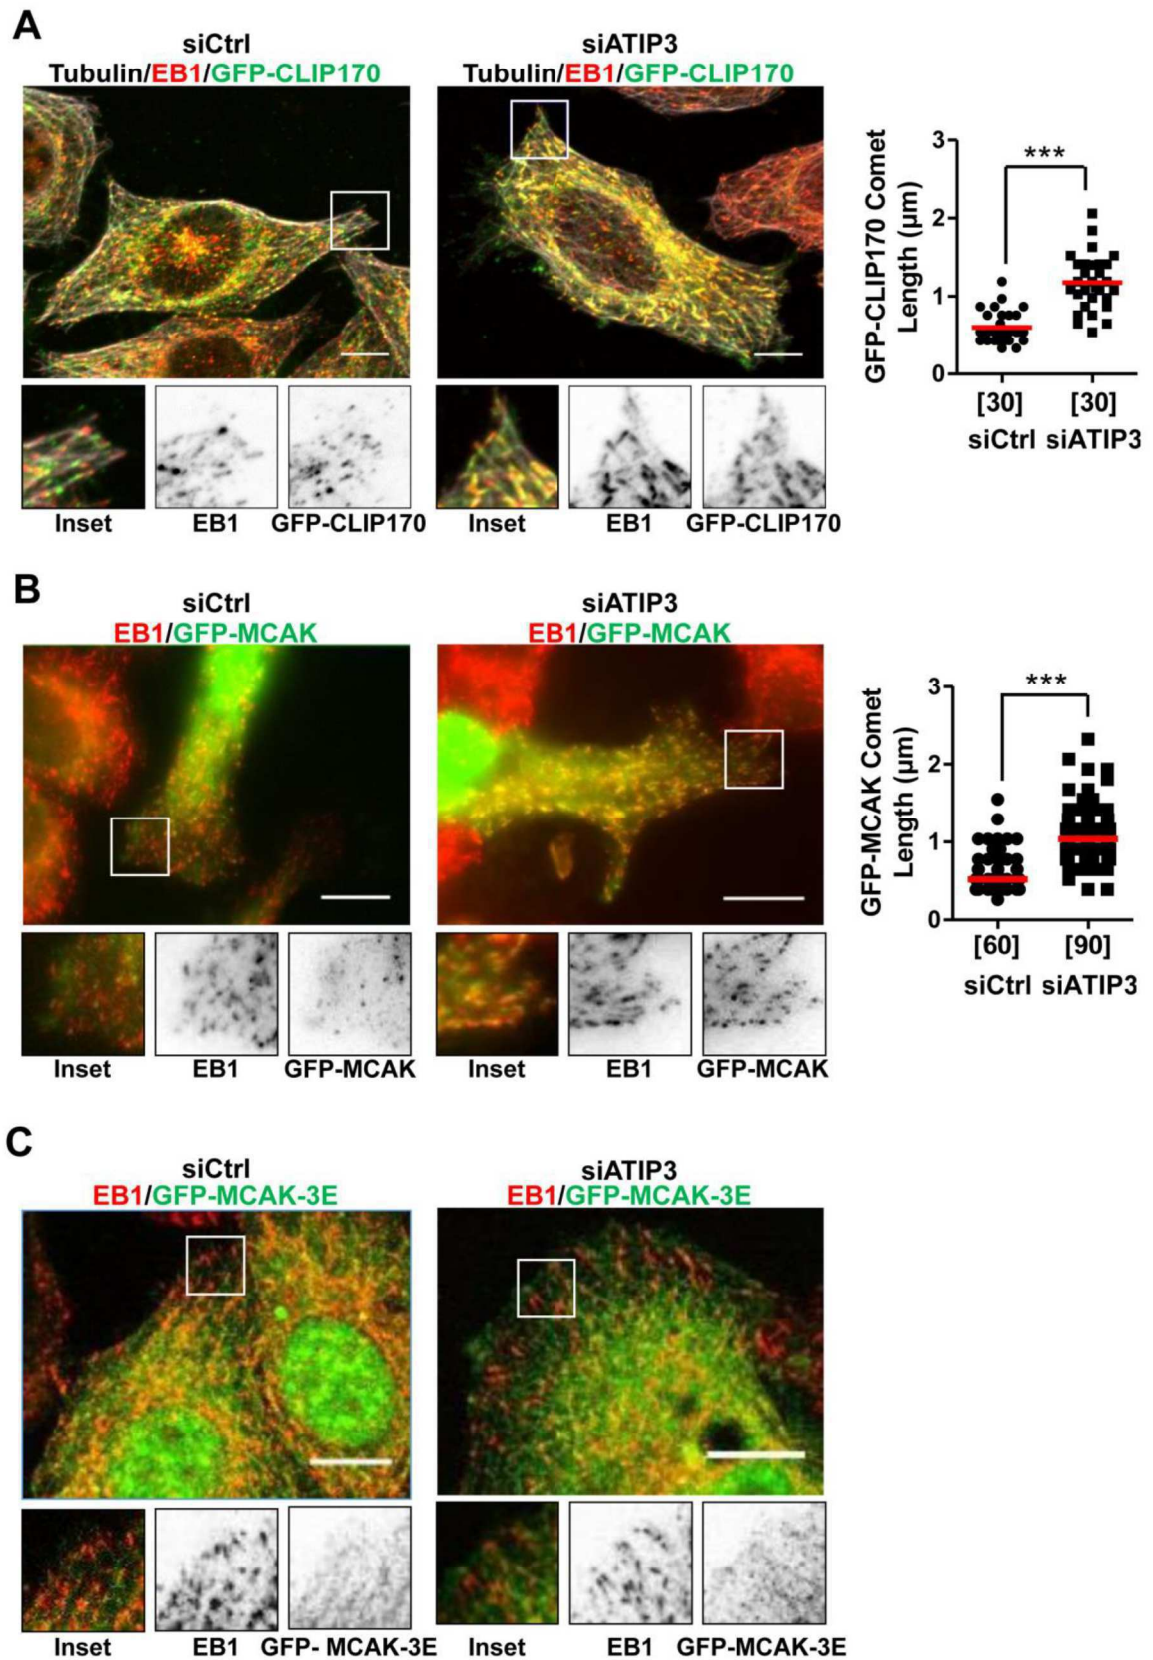 A
siCtrl
Tubulin/EB1/GFP-CLIP170
siATIP3
Tubulin/EB1/GFP-CLIP170
GFP-CLIP170 Comet
Length (µm)
3
2
1
0
***
[30] [30]
siCtrl siATIP3
Inset EB1 GFP-CLIP170
Inset EB1 GFP-CLIP170
B
siCtrl
EB1/GFP-MCAK
siATIP3
EB1/GFP-MCAK
GFP-MCAK Comet
Length (µm)
3
2
1
0
***
[60] [90]
siCtrl siATIP3
Inset EB1 GFP-MCAK
Inset EB1 GFP-MCAK
C
siCtrl
EB1/GFP-MCAK-3E
siATIP3
EB1/GFP-MCAK-3E
Inset EB1 GFP- MCAK-3E
Inset EB1 GFP-MCAK-3E